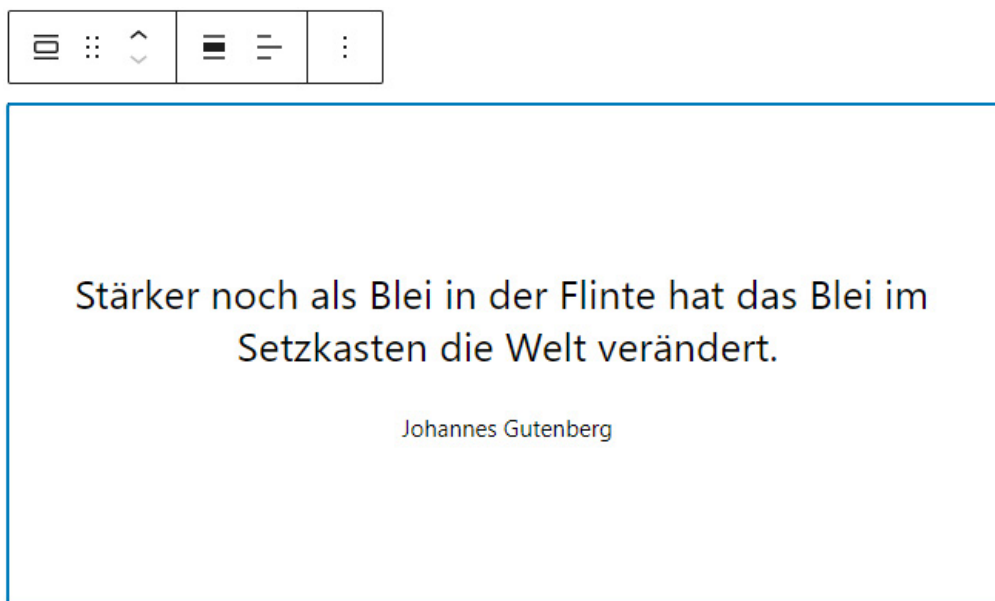 Stärker noch als Blei in der Flinte hat das Blei im
Setzkasten die Welt verändert.
Johannes Gutenberg